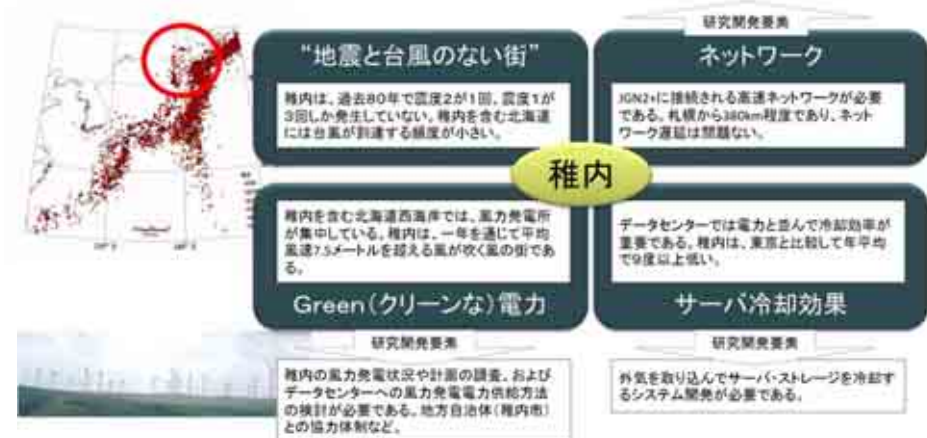 研究開発要素
"地震と台風のない街"
稚内は、過去80年で震度2が1回、震度1が
3回しか発生していない。稚内を含む北海道
には台風が到達する頻度が小さい。
ネットワーク
JGN2+に接続される高速ネットワークが必要
である。札幌から380km程度であり、ネット
ワーク遅延は問題ない。
稚内
稚内を含む北海道西海岸では、風力発電所
が集中している。稚内は、一年を通じて平均
風速7.5メートルを超える風が吹く風の街であ
る。
Green(クリーンな)電力
データセンターでは電力と並んで冷却効率が
重要である。稚内は、東京と比較して年平均
で9度以上低い。
サーバ冷却効果
研究開発要素
稚内の風力発電状況や計画の調査、および
データセンターへの風力発電電力供給方法
の検討が必要である。地方自治体(稚内市)
との協力体制など。
研究開発要素
外気を取り込んでサーバ・ストレージを冷却す
るシステム開発が必要である。